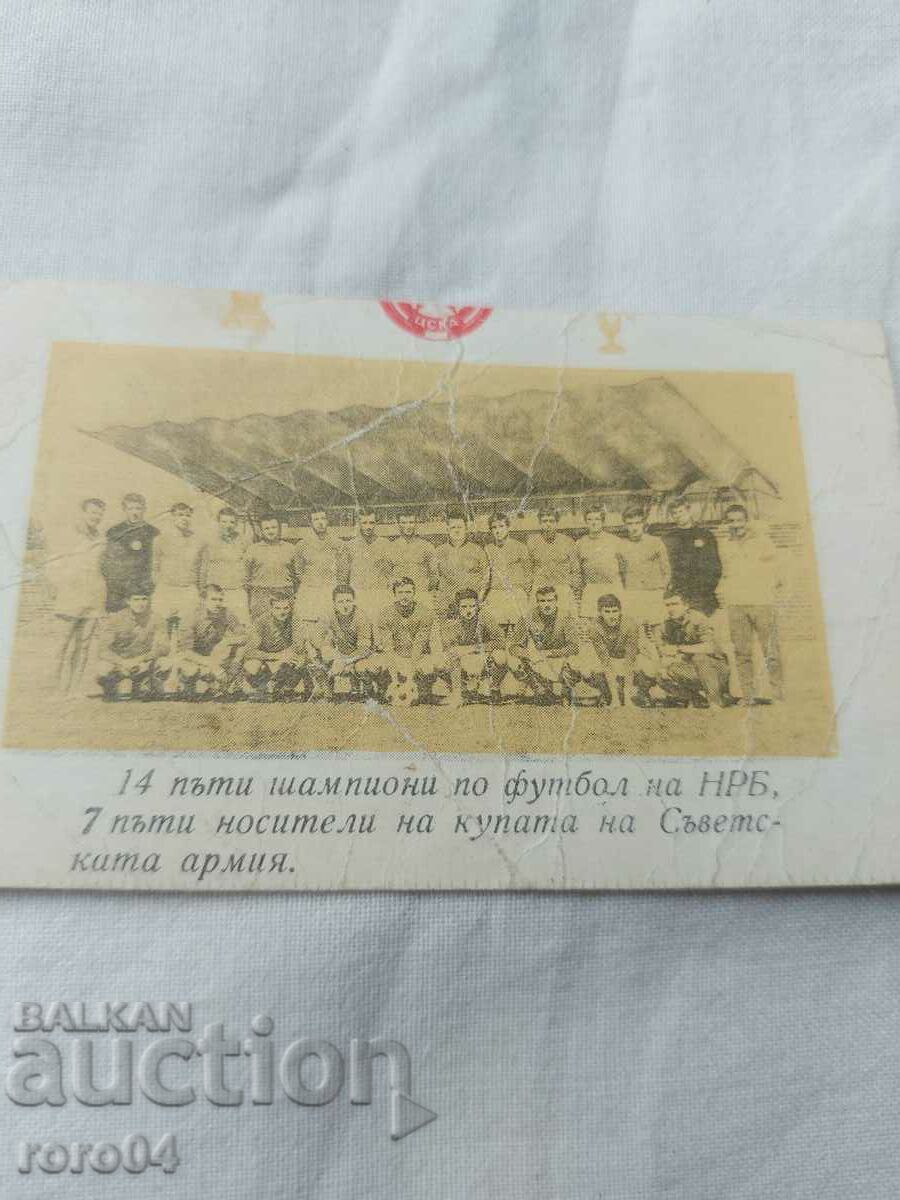 ЦСКА
14 пъти шампиони по футбол на НРБ,
7 пъти носители на купата на Съветс-
ката армия.
BALKAN
auction
roro04